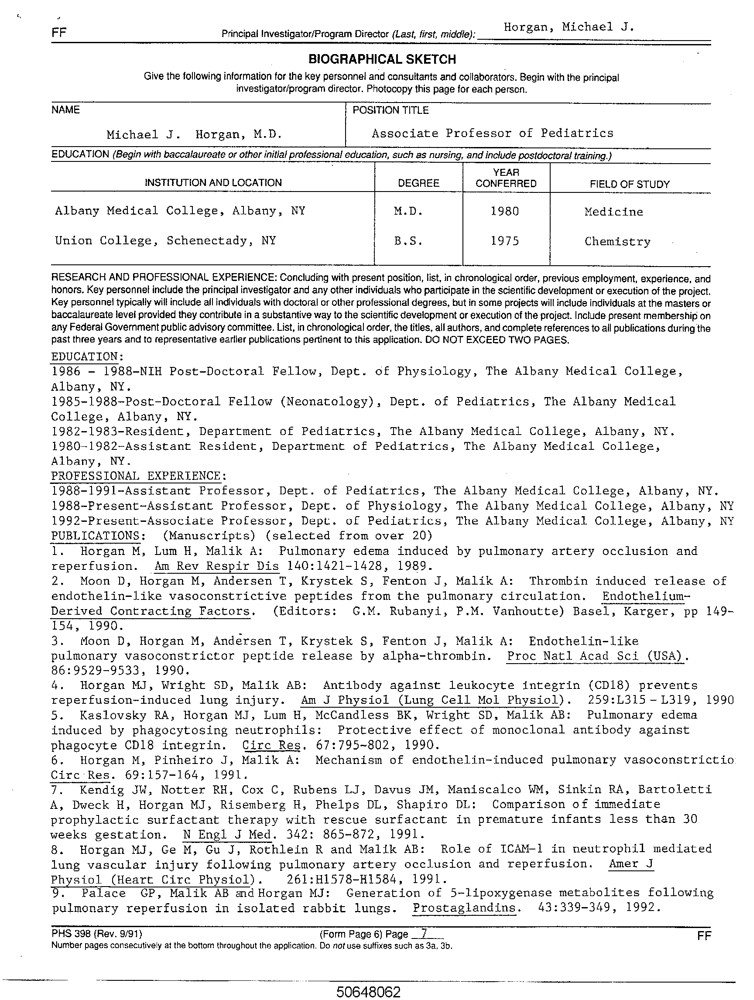 FF
Principal Investigator/Program Director (Last, first, middle): Horgan, Michael J.
BIOGRAPHICAL SKETCH
Give the following information for the key personnel and consultants and collaborators. Begin with the principal
investigator/program director. Photocopy this page for each person.
NAME POSITION TITLE
Michael J. Horgan, M.D. Associate Professor of Pediatrics
EDUCATION (Begin with baccalaureate or other initial professional education, such as nursing, and include postdoctoral training.)
INSTITUTION AND LOCATION DEGREE YEAR CONFERRED FIELD OF STUDY
Albany Medical College, Albany, NY M.D. 1980 Medicine
Union College, Schenectady, NY B.S. 1975 Chemistry
RESEARCH AND PROFESSIONAL EXPERIENCE: Concluding with present position, list, in chronological order, previous employment, experience, and
honors. Key personnel include the principal investigator and any other individuals who participate in the scientific development or execution of the project.
Key personnel typically will include all individuals with doctoral or other professional degrees, but in some projects will include individuals at the masters or
baccalaureate level provided they contribute in a substantive way to the scientific development or execution of the project. Include present membership on
any Federal Government public advisory committee. List, in chronological order, the titles, all authors, and complete references to all publications during the
past three years and to representative earlier publications pertinent to this application. DO NOT EXCEED TWO PAGES.
EDUCATION:
1986 - 1988-NIH Post-Doctoral Fellow, Dept. of Physiology, The Albany Medical College,
Albany, NY.
1985-1988-Post-Doctoral Fellow (Neonatology), Dept. of Pediatrics, The Albany Medical
College, Albany, NY.
1982-1983-Resident, Department of Pediatrics, The Albany Medical College, Albany, NY.
1980-1982-Assistant Resident, Department of Pediatrics, The Albany Medical College,
Albany, NY.
PROFESSIONAL EXPERIENCE:
1988-1991-Assistant Professor, Dept. of Pediatrics, The Albany Medical College, Albany, NY.
1988-Present-Assistant Professor, Dept. of Physiology, The Albany Medical College, Albany, NY
1992-Present-Associate Professor, Dept. of Pediatrics, The Albany Medical College, Albany, NY
PUBLICATIONS: (Manuscripts) (selected from over 20)
1. Horgan M, Lum H, Malik A: Pulmonary edema induced by pulmonary artery occlusion and
reperfusion. Am Rev Respir Dis 140:1421-1428, 1989.
2. Moon D, Horgan M, Andersen T, Krystek S, Fenton J, Malik A: Thrombin induced release of
endothelin-like vasoconstrictive peptides from the pulmonary circulation. Endothelium-
Derived Contracting Factors. (Editors: G.M. Rubanyi, P.M. Vanhoutte) Basel, Karger, pp 149-
154, 1990.
3. Moon D, Horgan M, Andersen T, Krystek S, Fenton J, Malik A: Endothelin-like
pulmonary vasoconstrictor peptide release by alpha-thrombin. Proc Natl Acad Sci (USA).
86:9529-9533, 1990.
4. Horgan MJ, Wright SD, Malik AB: Antibody against leukocyte integrin (CD18) prevents
reperfusion-induced lung injury. Am J Physiol (Lung Cell Mol Physiol). 259:L315 - L319, 1990
5. Kaslovsky RA, Horgan MJ, Lum H, McCandless BK, Wright SD, Malik AB: Pulmonary edema
induced by phagocytosing neutrophils: Protective effect of monoclonal antibody against
phagocyte CD18 integrin. Circ Res. 67:795-802, 1990.
6. Horgan M, Pinheiro J, Malik A: Mechanism of endothelin-induced pulmonary vasoconstrictio
Circ Res. 69:157-164, 1991.
7. Kendig JW, Notter RH, Cox C, Rubens LJ, Davus JM, Maniscalco WM, Sinkin RA, Bartoletti
A, Dweck H, Horgan MJ, Risemberg H, Phelps DL, Shapiro DL: Comparison of immediate
prophylactic surfactant therapy with rescue surfactant in premature infants less than 30
weeks gestation. N Engl J Med. 342: 865-872, 1991.
8. Horgan MJ, Ge M, Gu J, Rothlein R and Malik AB: Role of ICAM-1 in neutrophil mediated
lung vascular injury following pulmonary artery occlusion and reperfusion. Amer J
Physiol (Heart Circ Physiol). 261:H1578-H1584, 1991.
9. Palace GP, Malik AB and Horgan MJ: Generation of 5-lipoxygenase metabolites following
pulmonary reperfusion in isolated rabbit lungs. Prostaglandins. 43:339-349, 1992.
PHS 398 (Rev. 9/91) (Form Page 6) Page 7 FF
Number pages consecutively at the bottom throughout the application. Do not use suffixes such as 3a, 3b.
50648062